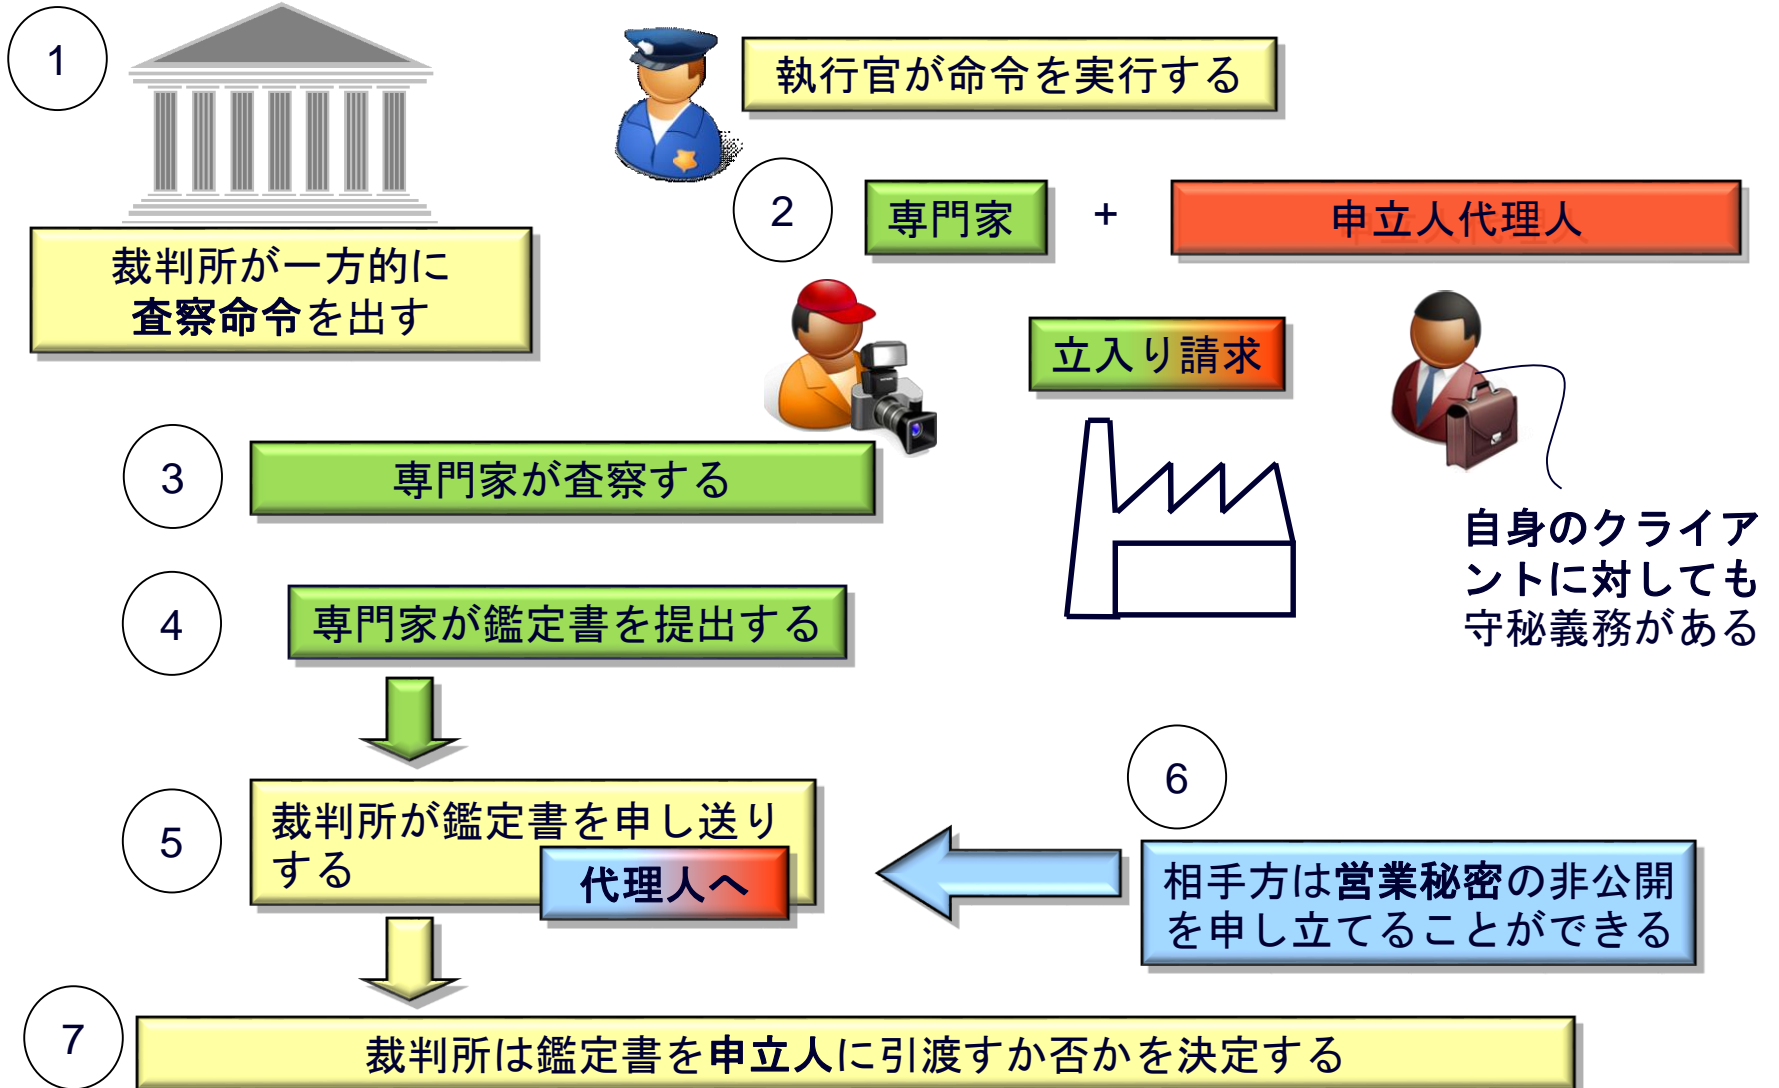 1
裁判所が一方的に
査察命令を出す
執行官が命令を実行する
2
専門家
+
申立人代理人
立入り請求
自身のクライア
ントに対しても
守秘義務がある
3
専門家が査察する
4
専門家が鑑定書を提出する
5
裁判所が鑑定書を申し送り
する
代理人へ
6
相手方は営業秘密の非公開
を申し立てることができる
7
裁判所は鑑定書を申立人に引渡すか否かを決定する